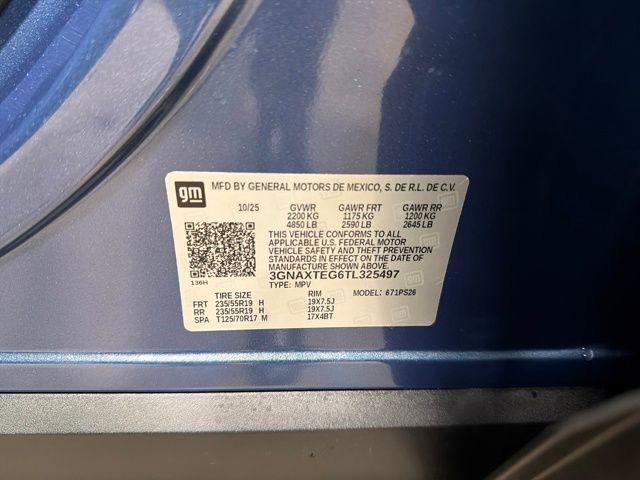 gm
MFD BY GENERAL MOTORS DE MEXICO, S. DE R.L. DE C.V.
10/25 GVWR GAWR FRT GAWR RR
2200 KG 1175 KG 1200 KG
4850 LB 2590 LB 2645 LB
THIS VEHICLE CONFORMS TO ALL
APPLICABLE U.S. FEDERAL MOTOR
VEHICLE SAFETY AND THEFT PREVENTION
STANDARDS IN EFFECT ON THE DATE OF
MANUFACTURE SHOWN ABOVE.
3GNAXTEG6TL325497
136H
TYPE: MPV MODEL: 671PS26
TIRE SIZE RIM
FRT 235/55R19 H 19X7.5J
RR 235/55R19 H 19X7.5J
SPA T125/70R17 M 17X4BT